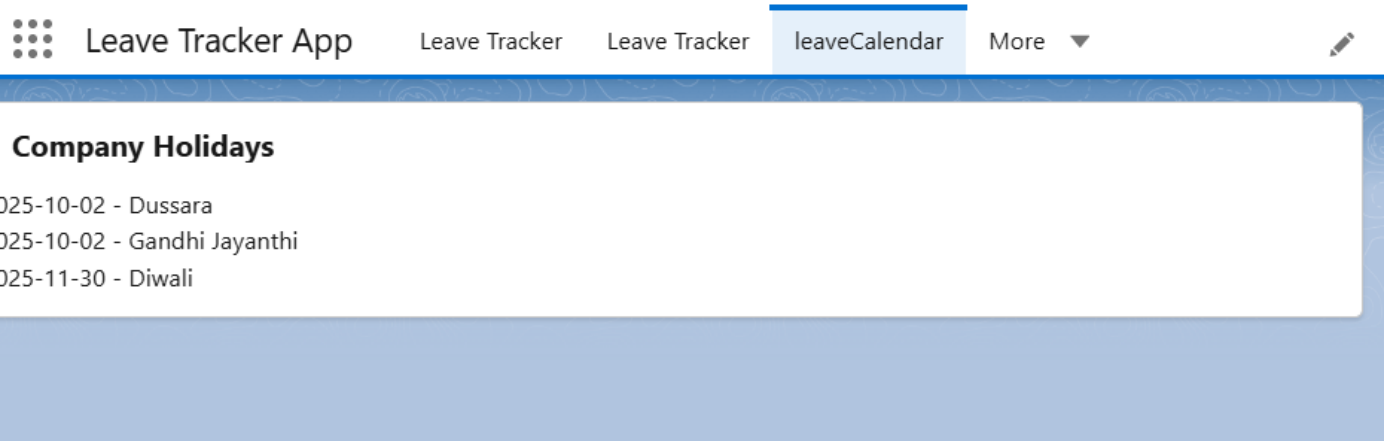 Leave Tracker App Leave Tracker Leave Tracker leaveCalendar More
Company Holidays
025-10-02 - Dussara
025-10-02 - Gandhi Jayanthi
025-11-30 - Diwali